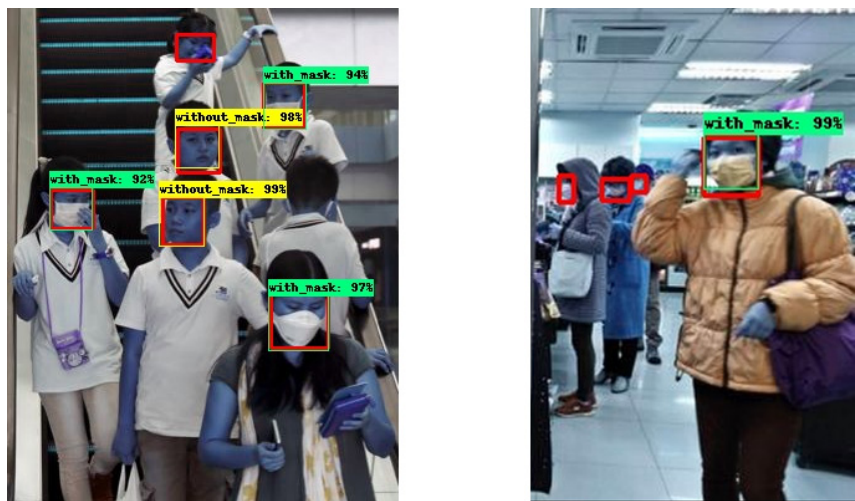 with_mask: 94%
without_mask: 98%
with_mask: 92%
without_mask: 99%
with_mask: 97%
with_mask: 99%